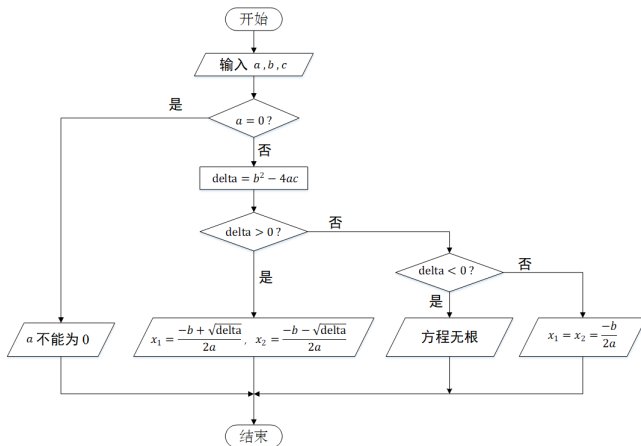 开始
输入 a , b , c
是
a = 0 ?
否
delta = b² − 4ac
否
delta > 0 ?
否
delta < 0 ?
是
是
a 不能为 0
x₁ = (−b + √delta)/(2a), x₂ = (−b − √delta)/(2a)
方程无根
x₁ = x₂ = −b/(2a)
结束